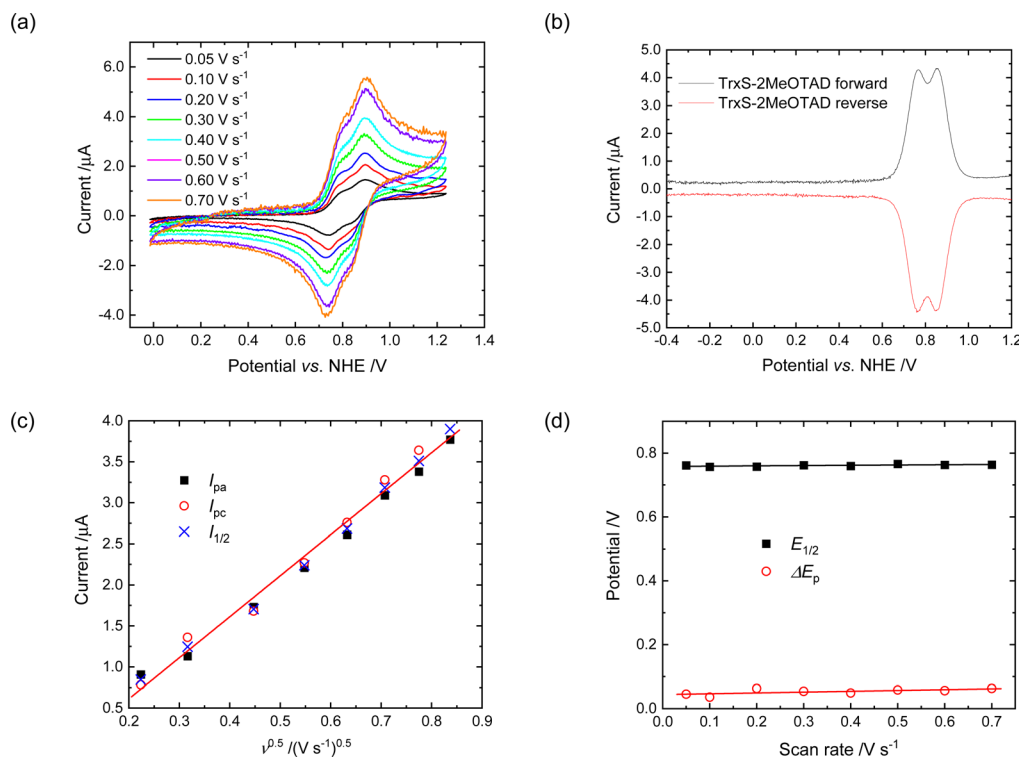 (a)
0.05 V s⁻¹
0.10 V s⁻¹
0.20 V s⁻¹
0.30 V s⁻¹
0.40 V s⁻¹
0.50 V s⁻¹
0.60 V s⁻¹
0.70 V s⁻¹
6.0
4.0
2.0
0.0
-2.0
-4.0
Current /µA
0.0 0.2 0.4 0.6 0.8 1.0 1.2 1.4
Potential vs. NHE /V
(b)
TrxS-2MeOTAD forward
TrxS-2MeOTAD reverse
5.0
4.0
3.0
2.0
1.0
0.0
-1.0
-2.0
-3.0
-4.0
-5.0
Current /µA
-0.4 -0.2 0.0 0.2 0.4 0.6 0.8 1.0 1.2
Potential vs. NHE /V
(c)
I_pa
I_pc
I_1/2
4.0
3.5
3.0
2.5
2.0
1.5
1.0
0.5
Current /µA
0.2 0.3 0.4 0.5 0.6 0.7 0.8 0.9
ν^0.5 /(V s⁻¹)^0.5
(d)
E_1/2
ΔE_p
0.8
0.6
0.4
0.2
0.0
Potential /V
0.0 0.1 0.2 0.3 0.4 0.5 0.6 0.7
Scan rate /V s⁻¹